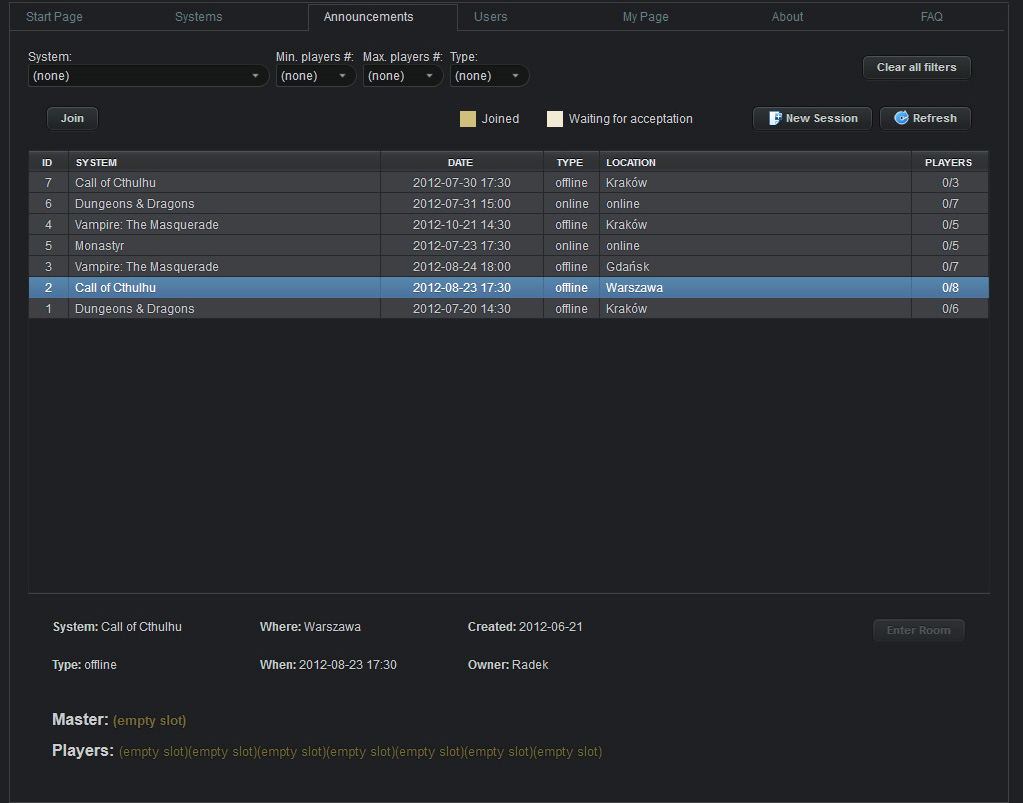 Start Page Systems Announcements Users My Page About FAQ
System: Min. players #: Max. players #: Type:
(none) (none) (none) (none) Clear all filters
Join Joined Waiting for acceptation New Session Refresh
ID SYSTEM DATE TYPE LOCATION PLAYERS
7 Call of Cthulhu 2012-07-30 17:30 offline Kraków 0/3
6 Dungeons & Dragons 2012-07-31 15:00 online online 0/7
4 Vampire: The Masquerade 2012-10-21 14:30 offline Kraków 0/5
5 Monastyr 2012-07-23 17:30 online online 0/5
3 Vampire: The Masquerade 2012-08-24 18:00 offline Gdańsk 0/7
2 Call of Cthulhu 2012-08-23 17:30 offline Warszawa 0/8
1 Dungeons & Dragons 2012-07-20 14:30 offline Kraków 0/6
System: Call of Cthulhu Where: Warszawa Created: 2012-06-21 Enter Room
Type: offline When: 2012-08-23 17:30 Owner: Radek
Master: (empty slot)
Players: (empty slot)(empty slot)(empty slot)(empty slot)(empty slot)(empty slot)(empty slot)